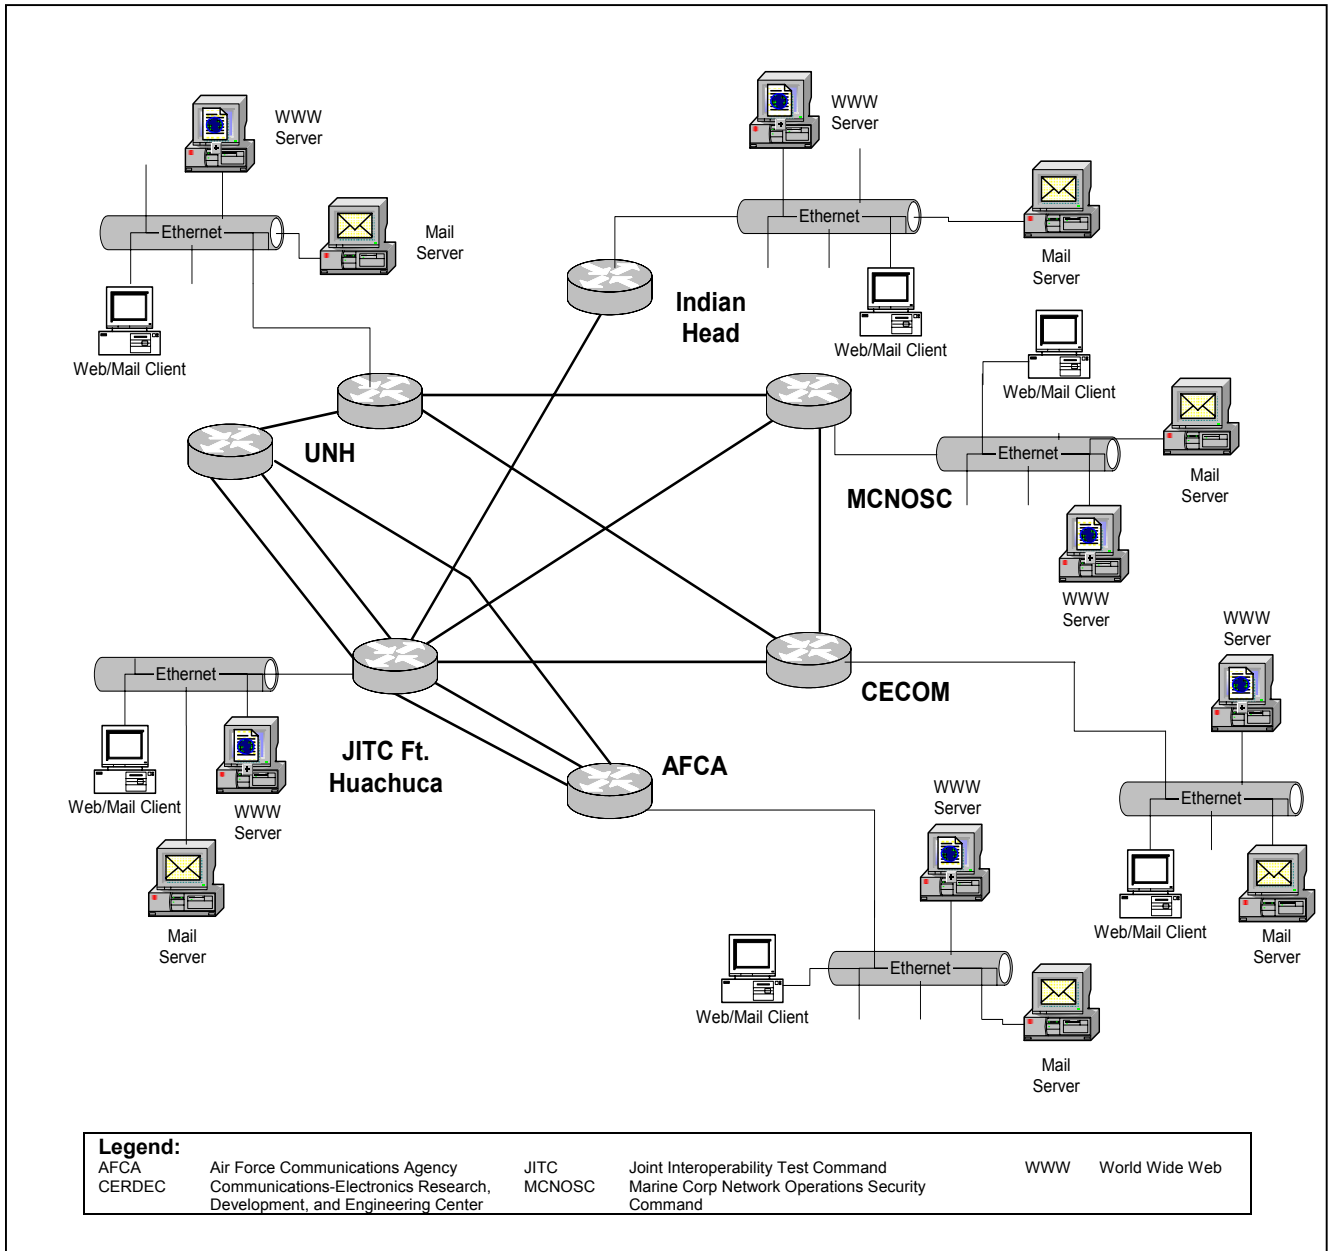 WWW
Server
Ethernet
Mail
Server
Web/Mail Client
WWW
Server
Ethernet
Mail
Server
Indian
Head
Web/Mail Client
Web/Mail Client
UNH
Ethernet
MCNOSC
Mail
Server
WWW
Server
WWW
Server
Ethernet
CECOM
JITC Ft.
Huachuca
AFCA
Web/Mail Client
WWW
Server
WWW
Server
Ethernet
Mail
Server
Web/Mail Client
Mail
Server
Ethernet
Web/Mail Client
Mail
Server
Legend:
AFCA Air Force Communications Agency JITC Joint Interoperability Test Command WWW World Wide Web
CERDEC Communications-Electronics Research, MCNOSC Marine Corp Network Operations Security
Development, and Engineering Center Command